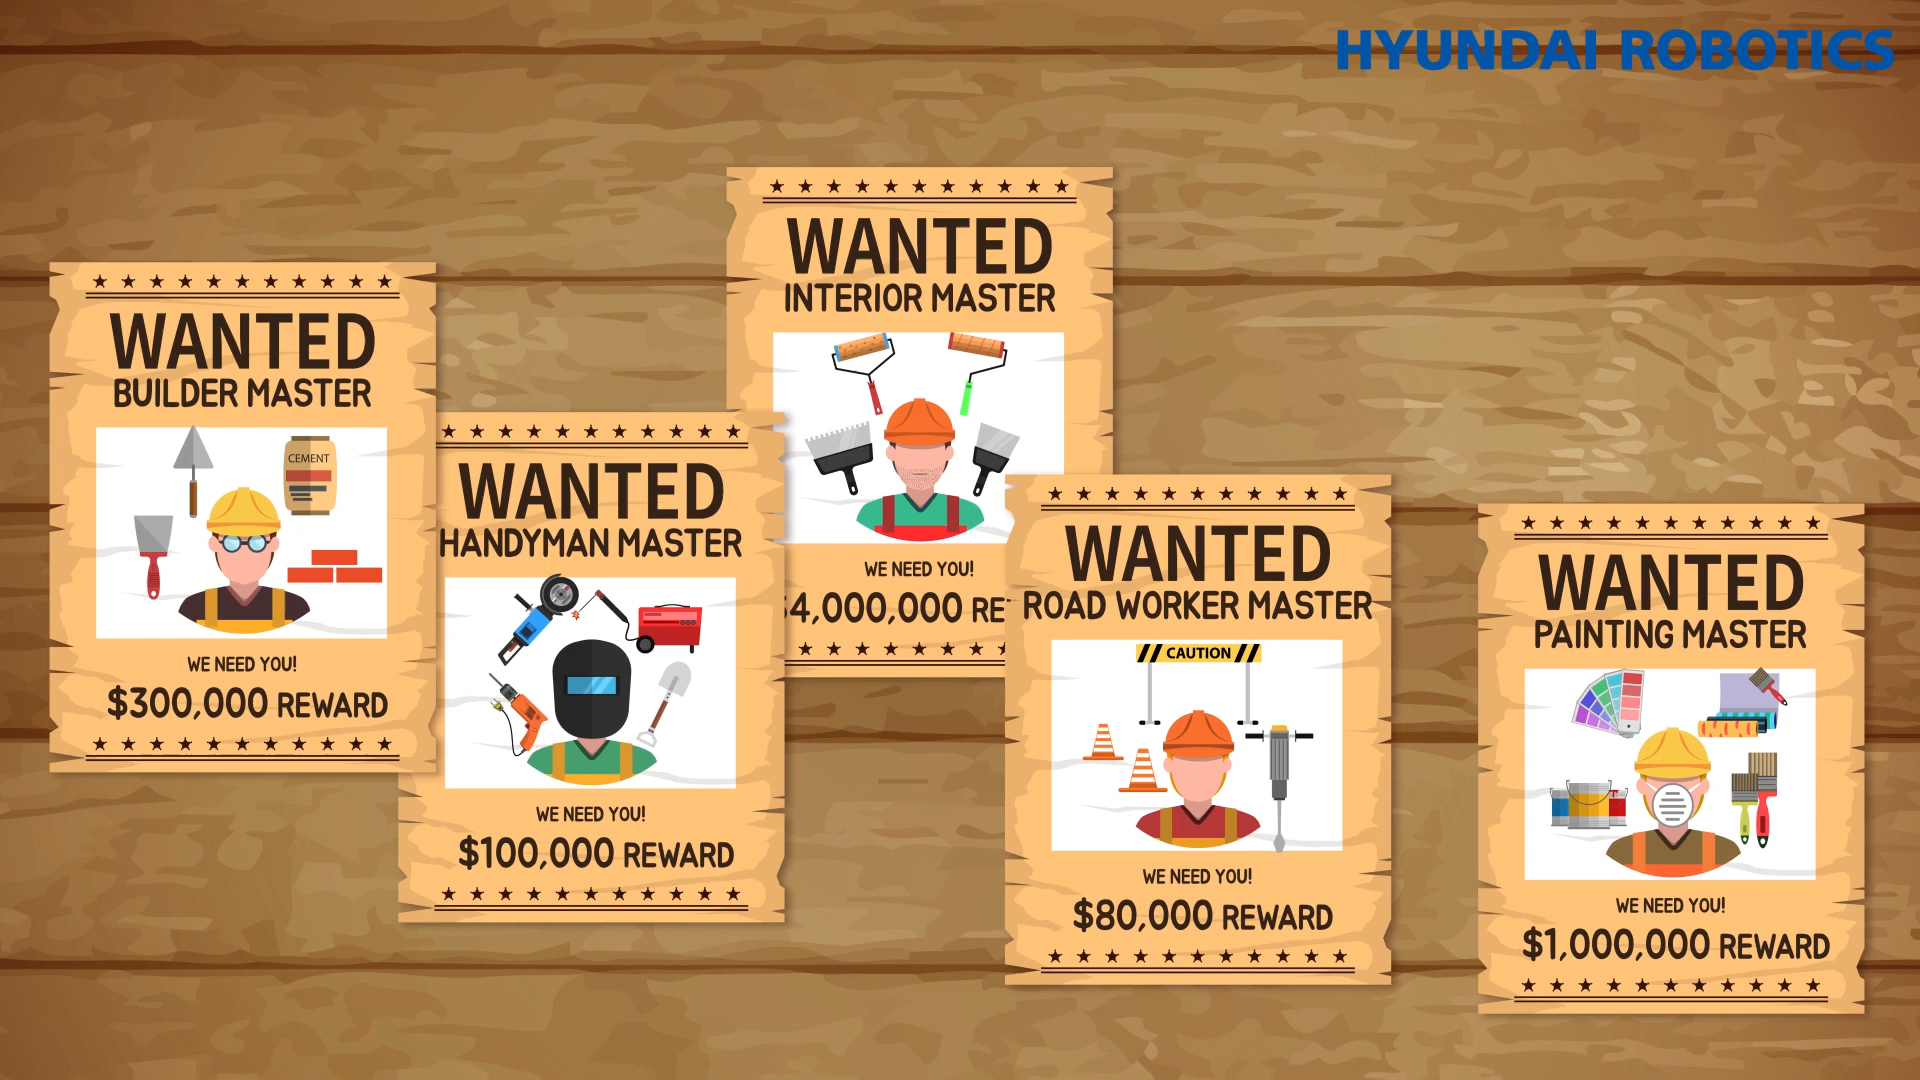 HYUNDAI ROBOTICS
WANTED
BUILDER MASTER
CEMENT
WE NEED YOU!
$300,000 REWARD
WANTED
HANDYMAN MASTER
WE NEED YOU!
$100,000 REWARD
WANTED
INTERIOR MASTER
WE NEED YOU!
$4,000,000 RE
WANTED
ROAD WORKER MASTER
CAUTION
WE NEED YOU!
$80,000 REWARD
WANTED
PAINTING MASTER
WE NEED YOU!
$1,000,000 REWARD